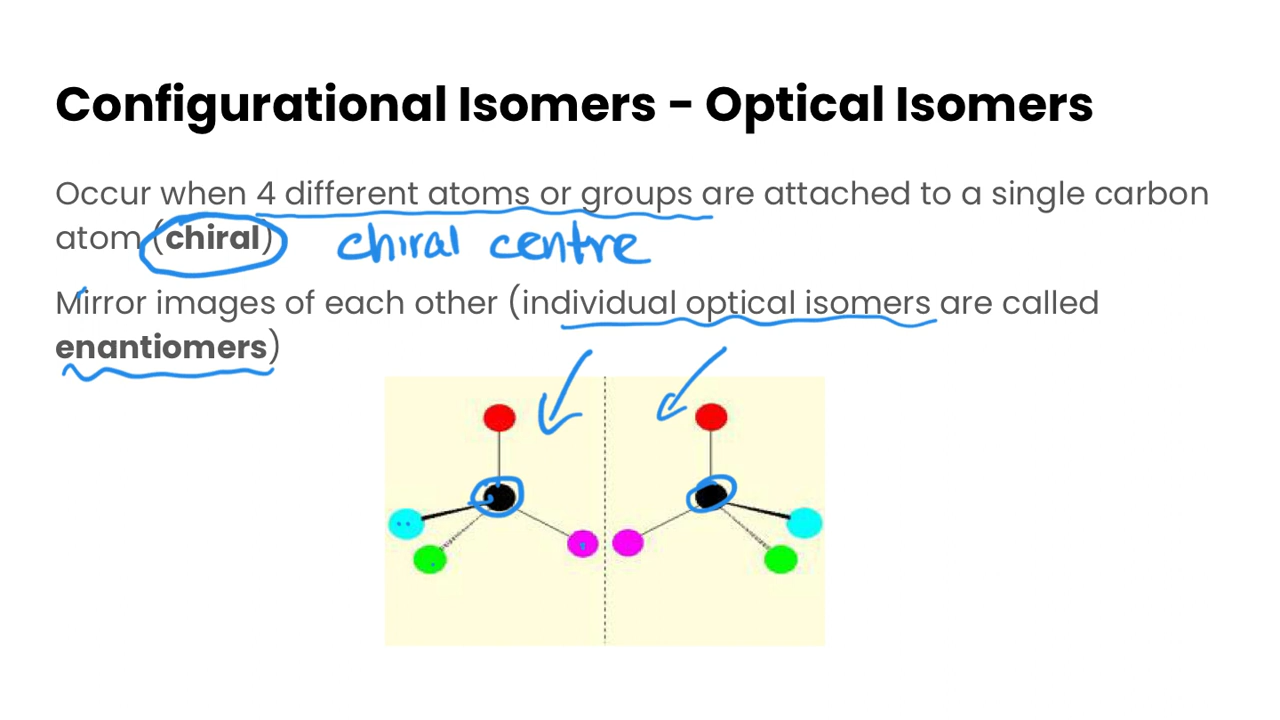 Configurational Isomers - Optical Isomers
Occur when 4 different atoms or groups are attached to a single carbon
atom (chiral) chiral centre
Mirror images of each other (individual optical isomers are called
enantiomers)